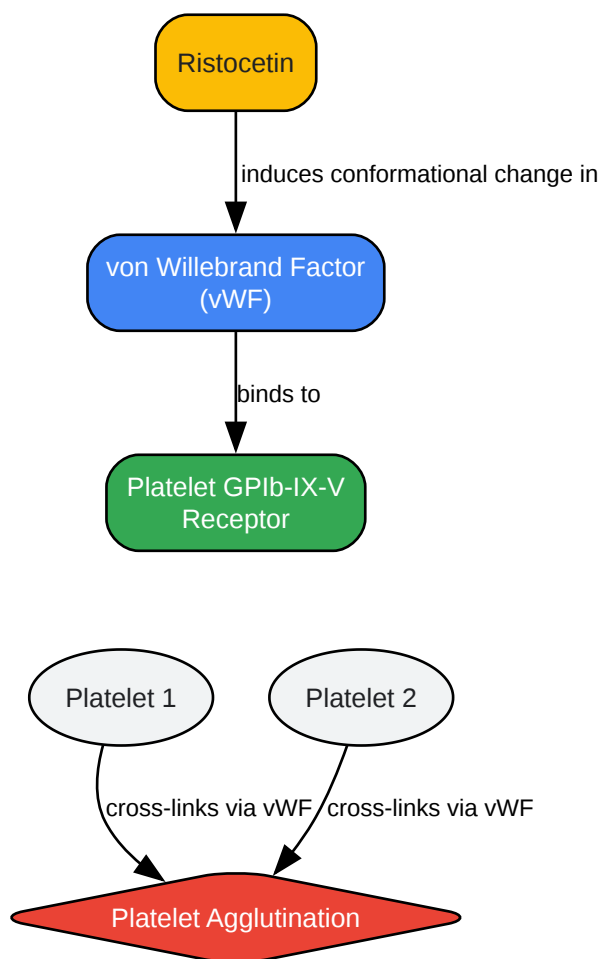 Ristocetin
induces conformational change in
von Willebrand Factor
(vWF)
binds to
Platelet GPIb-IX-V
Receptor
Platelet 1
Platelet 2
cross-links via vWF
cross-links via vWF
Platelet Agglutination